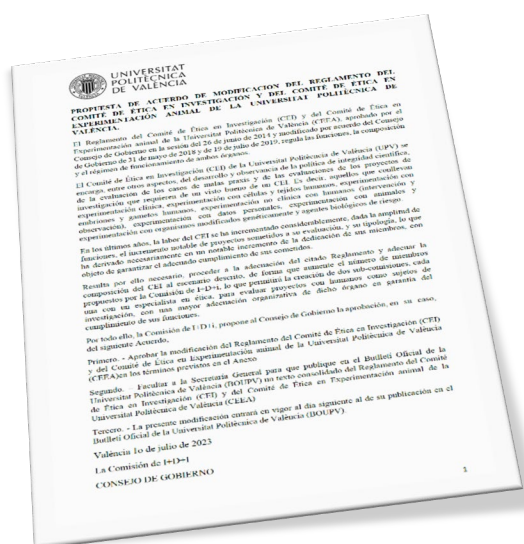 UNIVERSITAT
POLITÈCNICA
DE VALÈNCIA
PROPUESTA DE ACUERDO DE MODIFICACION DEL REGLAMENTO DEL
COMITÉ DE ÉTICA EN INVESTIGACIÓN Y DEL COMITÉ DE ÉTICA EN
EXPERIMENTACIÓN ANIMAL DE LA UNIVERSITAT POLITÈCNICA DE
VALÈNCIA.
El Reglamento del Comité de Ética en Investigación (CEI) y del Comité de Ética en
Experimentación animal de la Universitat Politècnica de València (CEEA), aprobado por el
Consejo de Gobierno en la sesión del 26 de junio de 2014 y modificado por acuerdo del Consejo
de Gobierno de 31 de mayo de 2018 y de 19 de julio de 2019, regula las funciones, la composición
y el régimen de funcionamiento de ambos órganos.
El Comité de Ética en Investigación (CEI) de la Universitat Politècnica de València (UPV) se
encarga, entre otros aspectos, del desarrollo y observancia de la política de integridad científica,
de la evaluación de los casos de malas praxis y de las evaluaciones de los proyectos de
investigación que requieren de un visto bueno de un CEI. Es decir, aquellos que conllevan
experimentación clínica, experimentación con células y tejidos humanos, experimentación con
embriones y gametos humanos, experimentación no clínica con humanos (intervención y
observación), experimentación con datos personales, experimentación con animales y
experimentación con organismos modificados genéticamente y agentes biológicos de riesgo.
En los últimos años, la labor del CEI se ha incrementado considerablemente, dada la amplitud de
funciones, el incremento notable de proyectos sometidos a su evaluación, y su tipología, lo que
ha derivado necesariamente en un notable incremento de la dedicación de sus miembros, con
objeto de garantizar el adecuado cumplimiento de sus cometidos.
Resulta por ello necesario, proceder a la adecuación del citado Reglamento y adecuar la
composición del CEI al escenario descrito, de forma que aumente el número de miembros
propuestos por la Comisión de I+D+i, lo que permitirá la creación de dos sub-comisiones, cada
una con un especialista en ética, para evaluar proyectos con humanos como sujetos de
investigación, con una mayor adecuación organizativa de dicho órgano en garantía del
cumplimiento de sus funciones.
Por todo ello, la Comisión de I+D+i, propone al Consejo de Gobierno la aprobación, en su caso,
del siguiente Acuerdo,
Primero. - Aprobar la modificación del Reglamento del Comité de Ética en Investigación (CEI)
y del Comité de Ética en Experimentación animal de la Universitat Politècnica de València
(CEEA)en los términos previstos en el Anexo
Segundo. – Facultar a la Secretaria General para que publique en el Butlletí Oficial de la
Universitat Politècnica de València (BOUPV) un texto consolidado del Reglamento del Comité
de Ética en Investigación (CEI) y del Comité de Ética en Experimentación animal de la
Universitat Politècnica de València (CEEA)
Tercero. - La presente modificación entrará en vigor al día siguiente al de su publicación en el
Butlletí Oficial de la Universitat Politècnica de València (BOUPV).
València 1o de julio de 2023
La Comisión de I+D+I
CONSEJO DE GOBIERNO
1